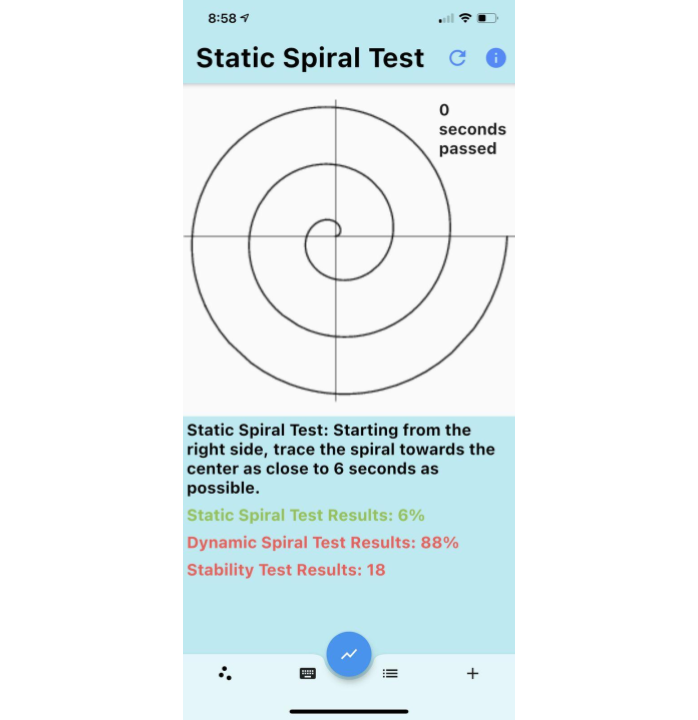 8:58
Static Spiral Test
0
seconds
passed
Static Spiral Test: Starting from the
right side, trace the spiral towards the
center as close to 6 seconds as
possible.
Static Spiral Test Results: 6%
Dynamic Spiral Test Results: 88%
Stability Test Results: 18